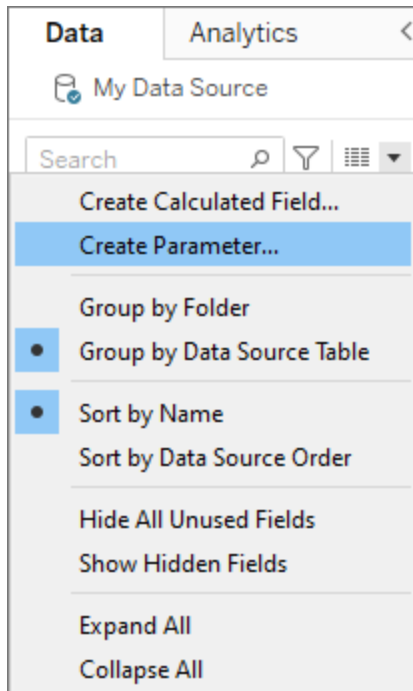 Data Analytics
My Data Source
Search
Create Calculated Field...
Create Parameter...
Group by Folder
Group by Data Source Table
Sort by Name
Sort by Data Source Order
Hide All Unused Fields
Show Hidden Fields
Expand All
Collapse All